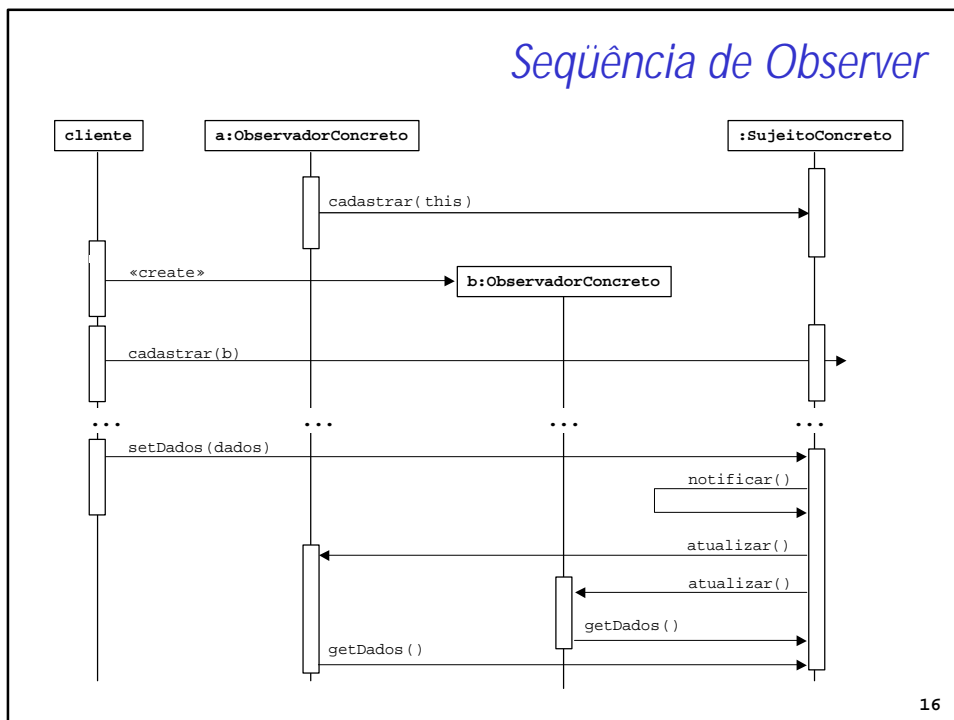 Seqüência de Observer
cliente
a:ObservadorConcreto
:SujeitoConcreto
cadastrar(this)
«create»
b:ObservadorConcreto
cadastrar(b)
... ... ... ...
setDados(dados)
notificar()
atualizar()
atualizar()
getDados()
getDados()
16